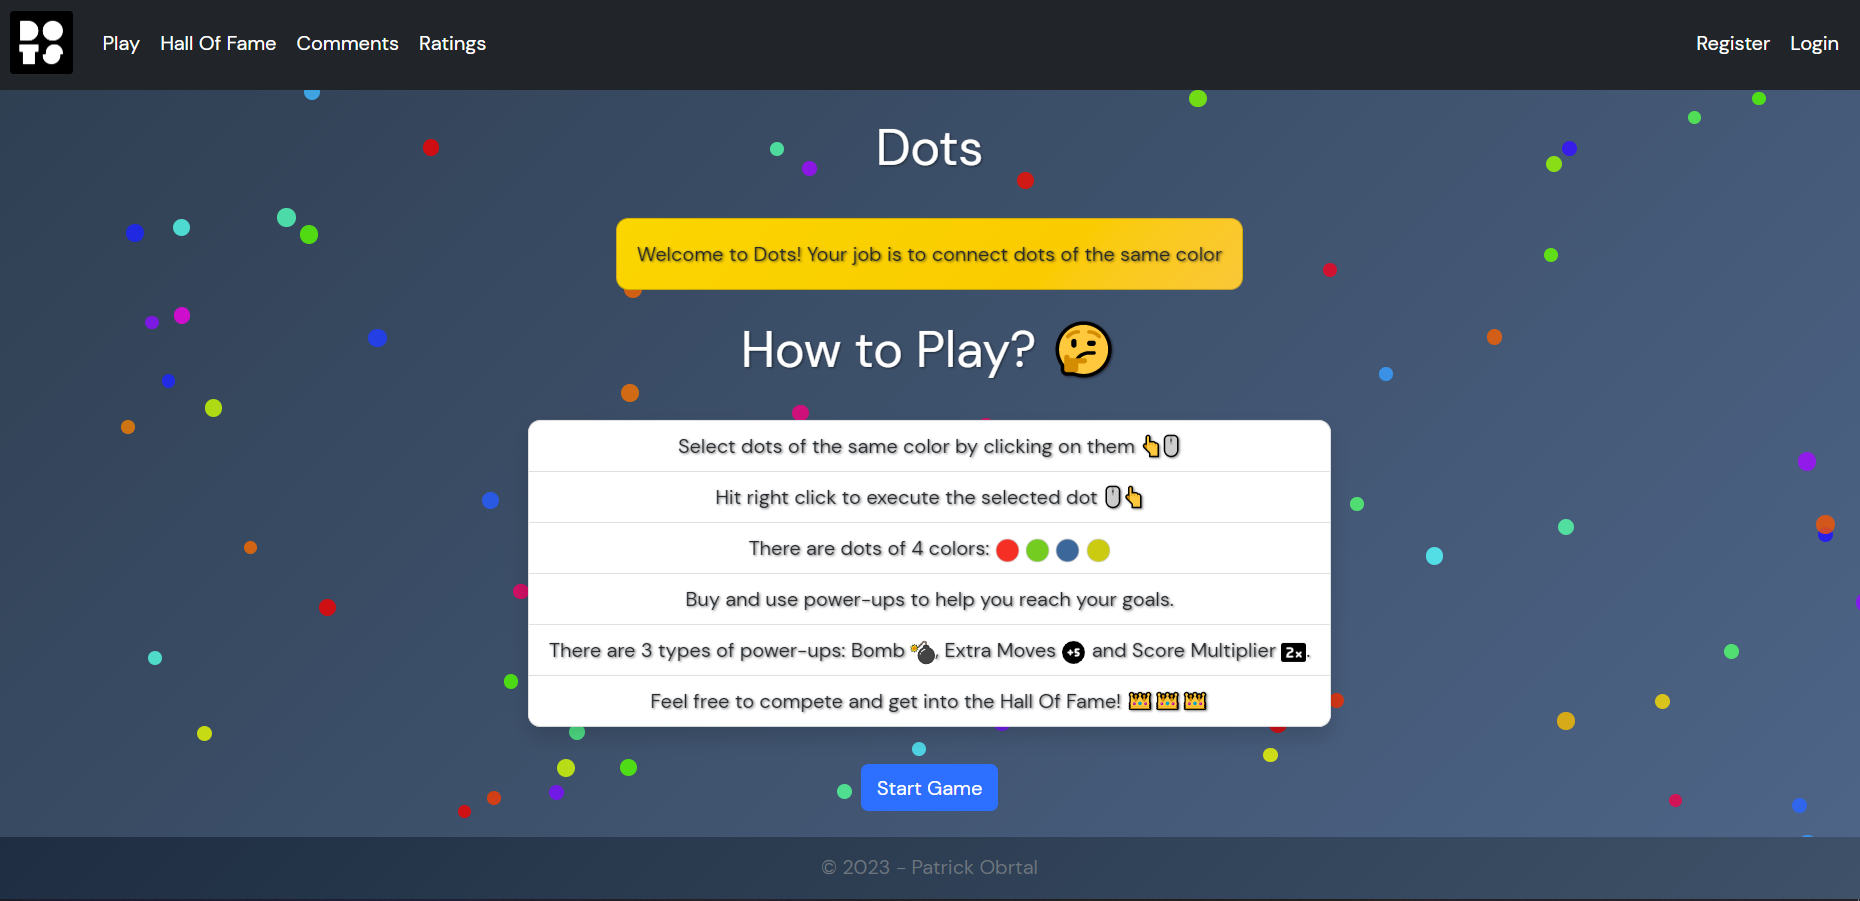 DOTS
Play Hall Of Fame Comments Ratings Register Login
Dots
Welcome to Dots! Your job is to connect dots of the same color
How to Play? 🤔
Select dots of the same color by clicking on them 👆🖱️
Hit right click to execute the selected dot 🖱️👆
There are dots of 4 colors:
Buy and use power-ups to help you reach your goals.
There are 3 types of power-ups: Bomb 💣, Extra Moves +5 and Score Multiplier 2x.
Feel free to compete and get into the Hall Of Fame! 👑👑👑
Start Game
© 2023 - Patrick Obrtal